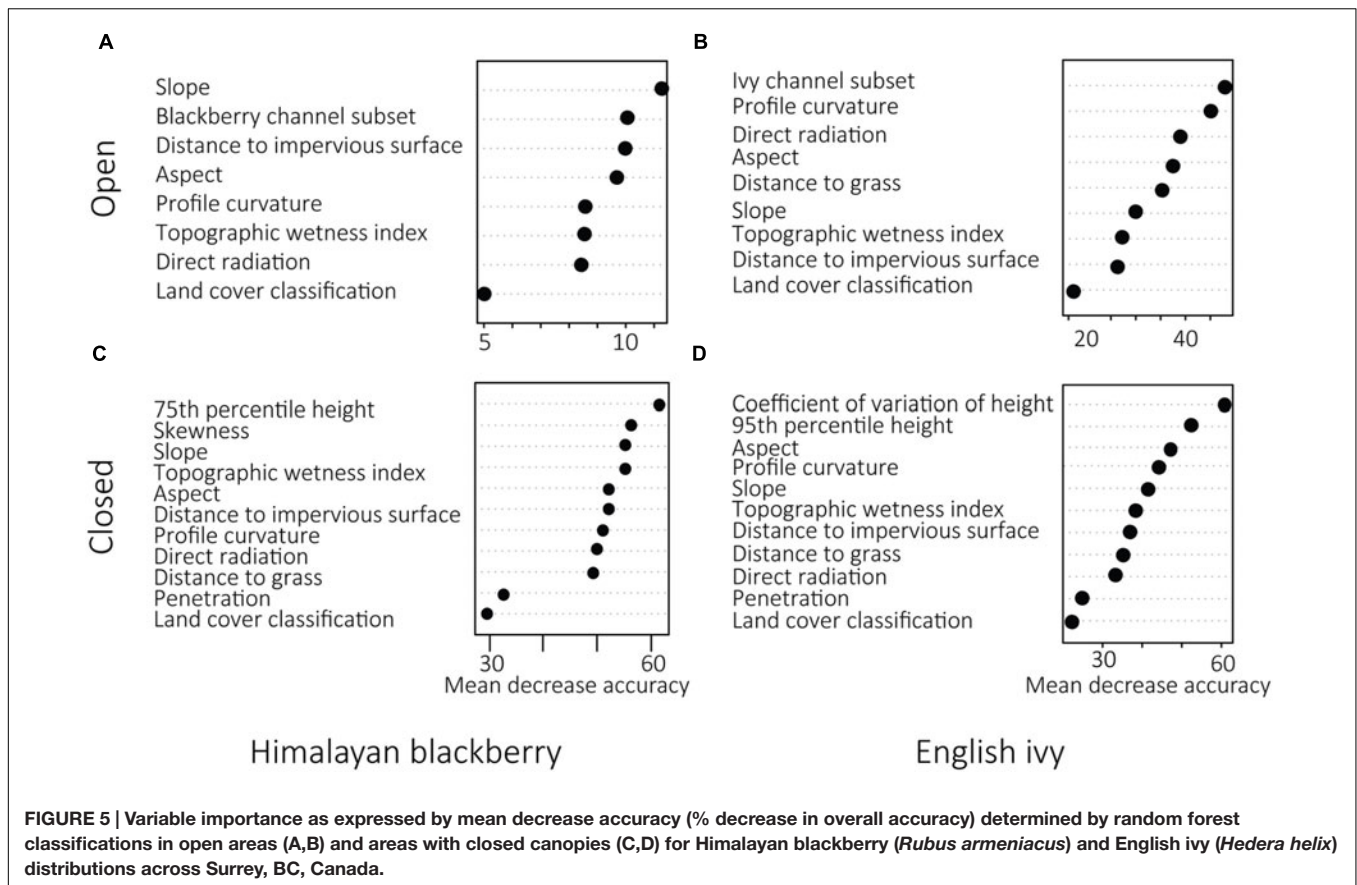 A
Open
Slope
Blackberry channel subset
Distance to impervious surface
Aspect
Profile curvature
Topographic wetness index
Direct radiation
Land cover classification
5 10
B
Ivy channel subset
Profile curvature
Direct radiation
Aspect
Distance to grass
Slope
Topographic wetness index
Distance to impervious surface
Land cover classification
20 40
C
Closed
75th percentile height
Skewness
Slope
Topographic wetness index
Aspect
Distance to impervious surface
Profile curvature
Direct radiation
Distance to grass
Penetration
Land cover classification
30 60
Mean decrease accuracy
D
Coefficient of variation of height
95th percentile height
Aspect
Profile curvature
Slope
Topographic wetness index
Distance to impervious surface
Distance to grass
Direct radiation
Penetration
Land cover classification
30 60
Mean decrease accuracy
Himalayan blackberry
English ivy
FIGURE 5 | Variable importance as expressed by mean decrease accuracy (% decrease in overall accuracy) determined by random forest
classifications in open areas (A,B) and areas with closed canopies (C,D) for Himalayan blackberry (Rubus armeniacus) and English ivy (Hedera helix)
distributions across Surrey, BC, Canada.